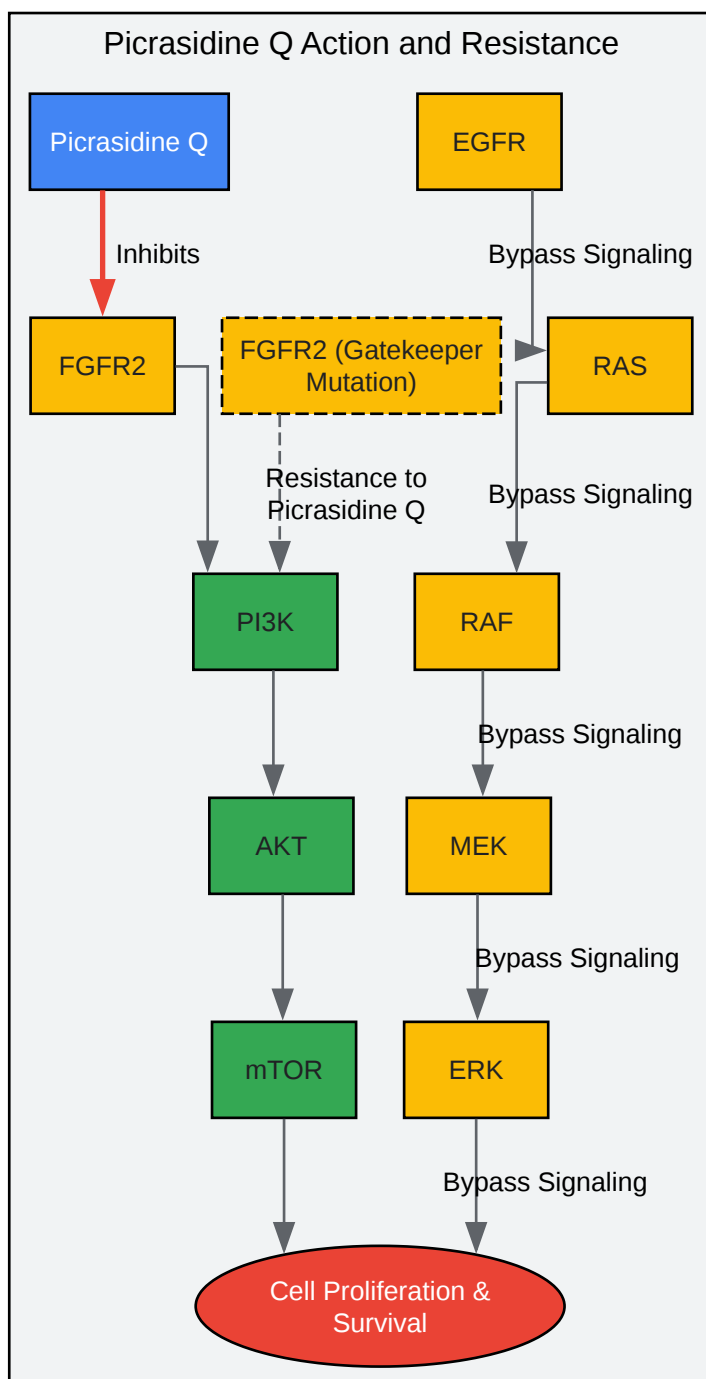 Picrasidine Q Action and Resistance
Picrasidine Q
EGFR
Inhibits
Bypass Signaling
FGFR2
FGFR2 (Gatekeeper
Mutation)
RAS
Resistance to
Picrasidine Q
Bypass Signaling
PI3K
RAF
Bypass Signaling
AKT
MEK
Bypass Signaling
mTOR
ERK
Bypass Signaling
Cell Proliferation &
Survival